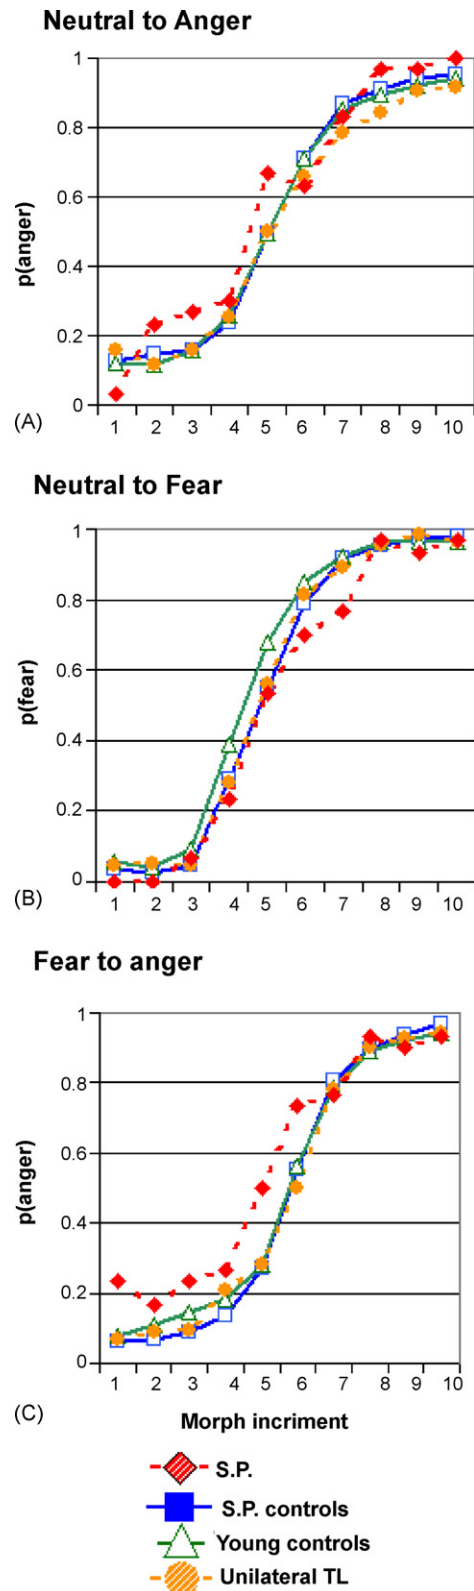 Neutral to Anger
1
0.8
0.6
0.4
0.2
0
p(anger)
1 2 3 4 5 6 7 8 9 10
(A)
Neutral to Fear
1
0.8
0.6
0.4
0.2
0
p(fear)
1 2 3 4 5 6 7 8 9 10
(B)
Fear to anger
1
0.8
0.6
0.4
0.2
0
p(anger)
1 2 3 4 5 6 7 8 9 10
(C)
Morph incriment
S.P.
S.P. controls
Young controls
Unilateral TL